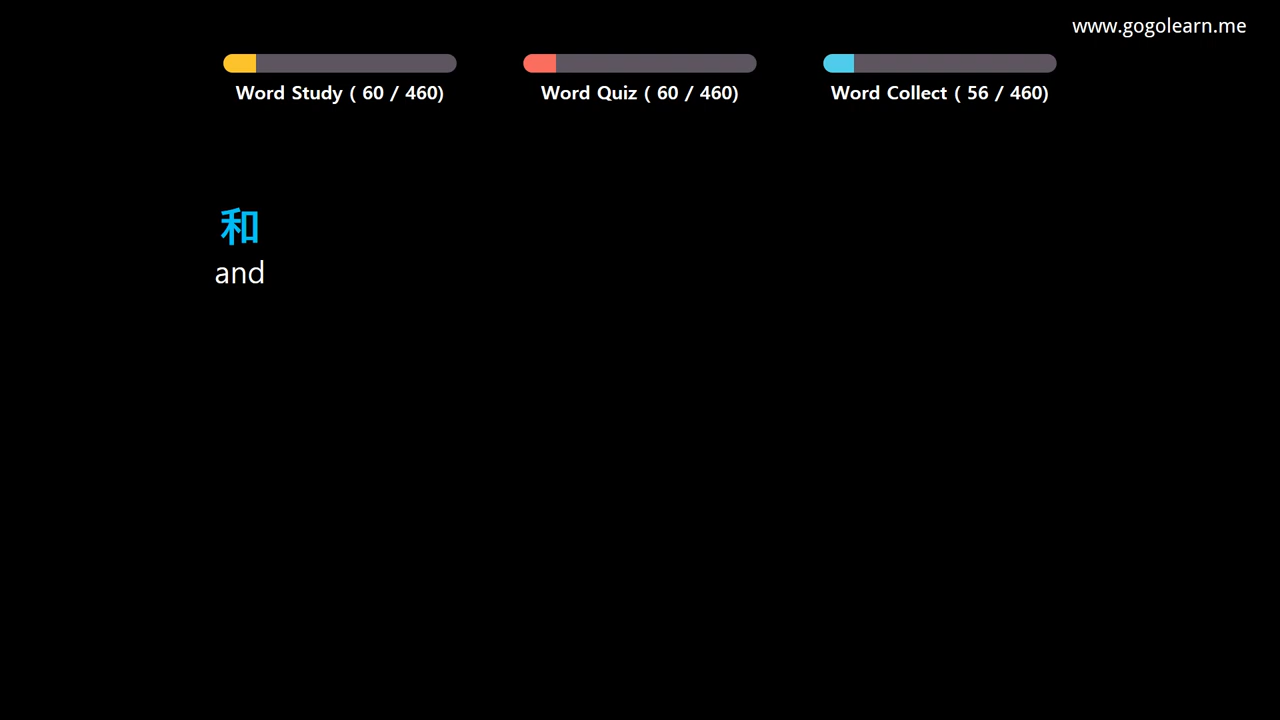 www.gogolearn.me
Word Study ( 60 / 460)
Word Quiz ( 60 / 460)
Word Collect ( 56 / 460)
和
and